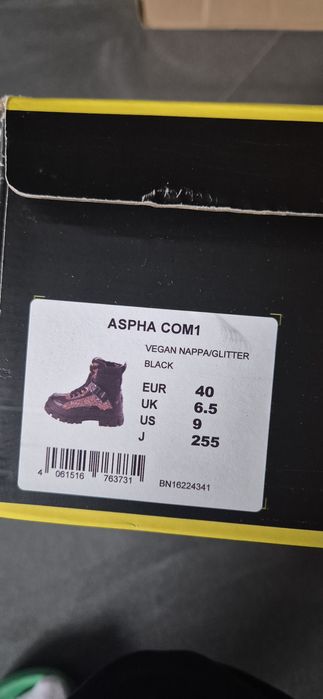 ASPHA COM1
VEGAN NAPPA/GLITTER
BLACK
EUR 40
UK 6.5
US 9
J 255
4 061516 763731
BN16224341